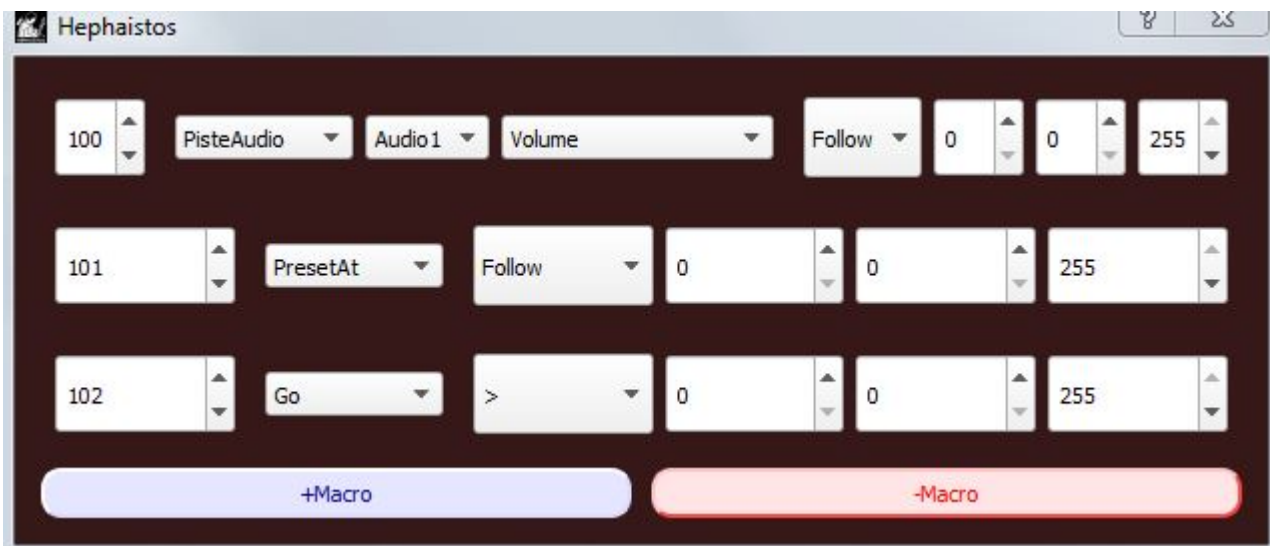 Hephaistos
100 PisteAudio Audio1 Volume Follow 0 0 255
101 PresetAt Follow 0 0 255
102 Go > 0 0 255
+Macro -Macro